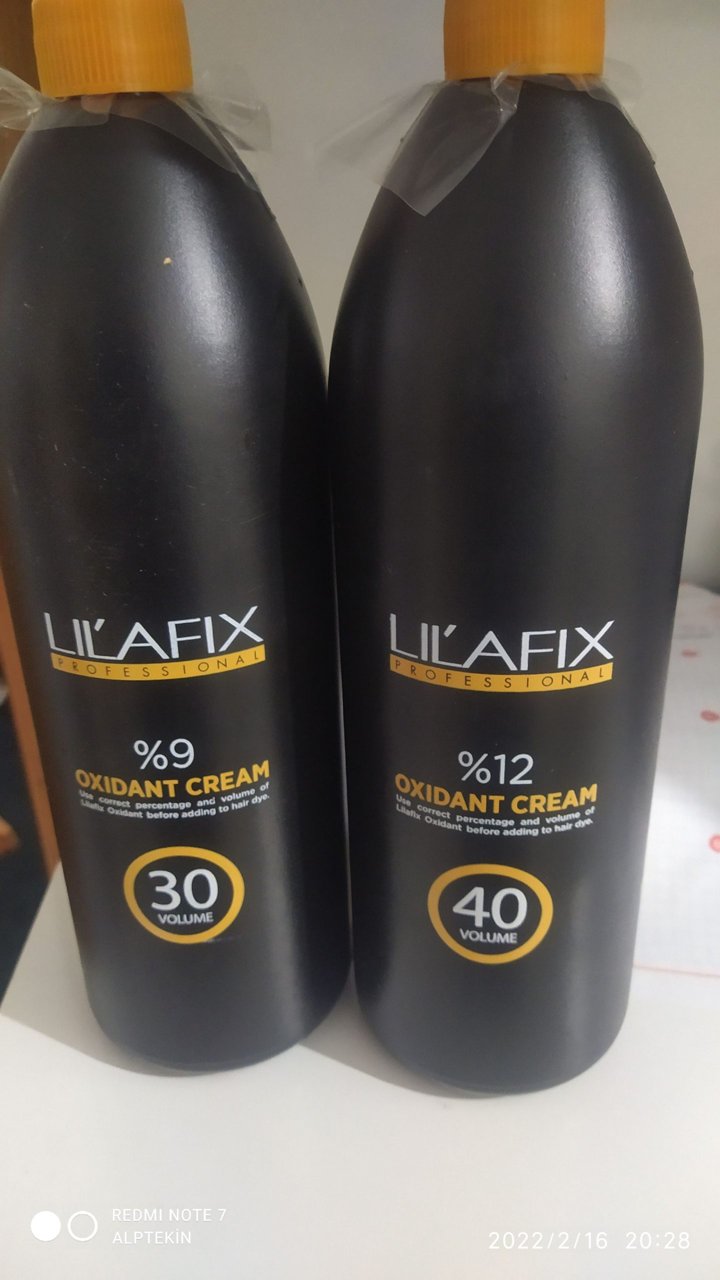 LIL'AFIX
PROFESSIONAL
%9
OXIDANT CREAM
Use correct percentage and volume of
Lilafix Oxidant before adding to hair dye.
30
VOLUME
LIL'AFIX
PROFESSIONAL
%12
OXIDANT CREAM
Use correct percentage and volume of
Lilafix Oxidant before adding to hair dye.
40
VOLUME
REDMI NOTE 7
ALPTEKİN
2022/2/16 20:28